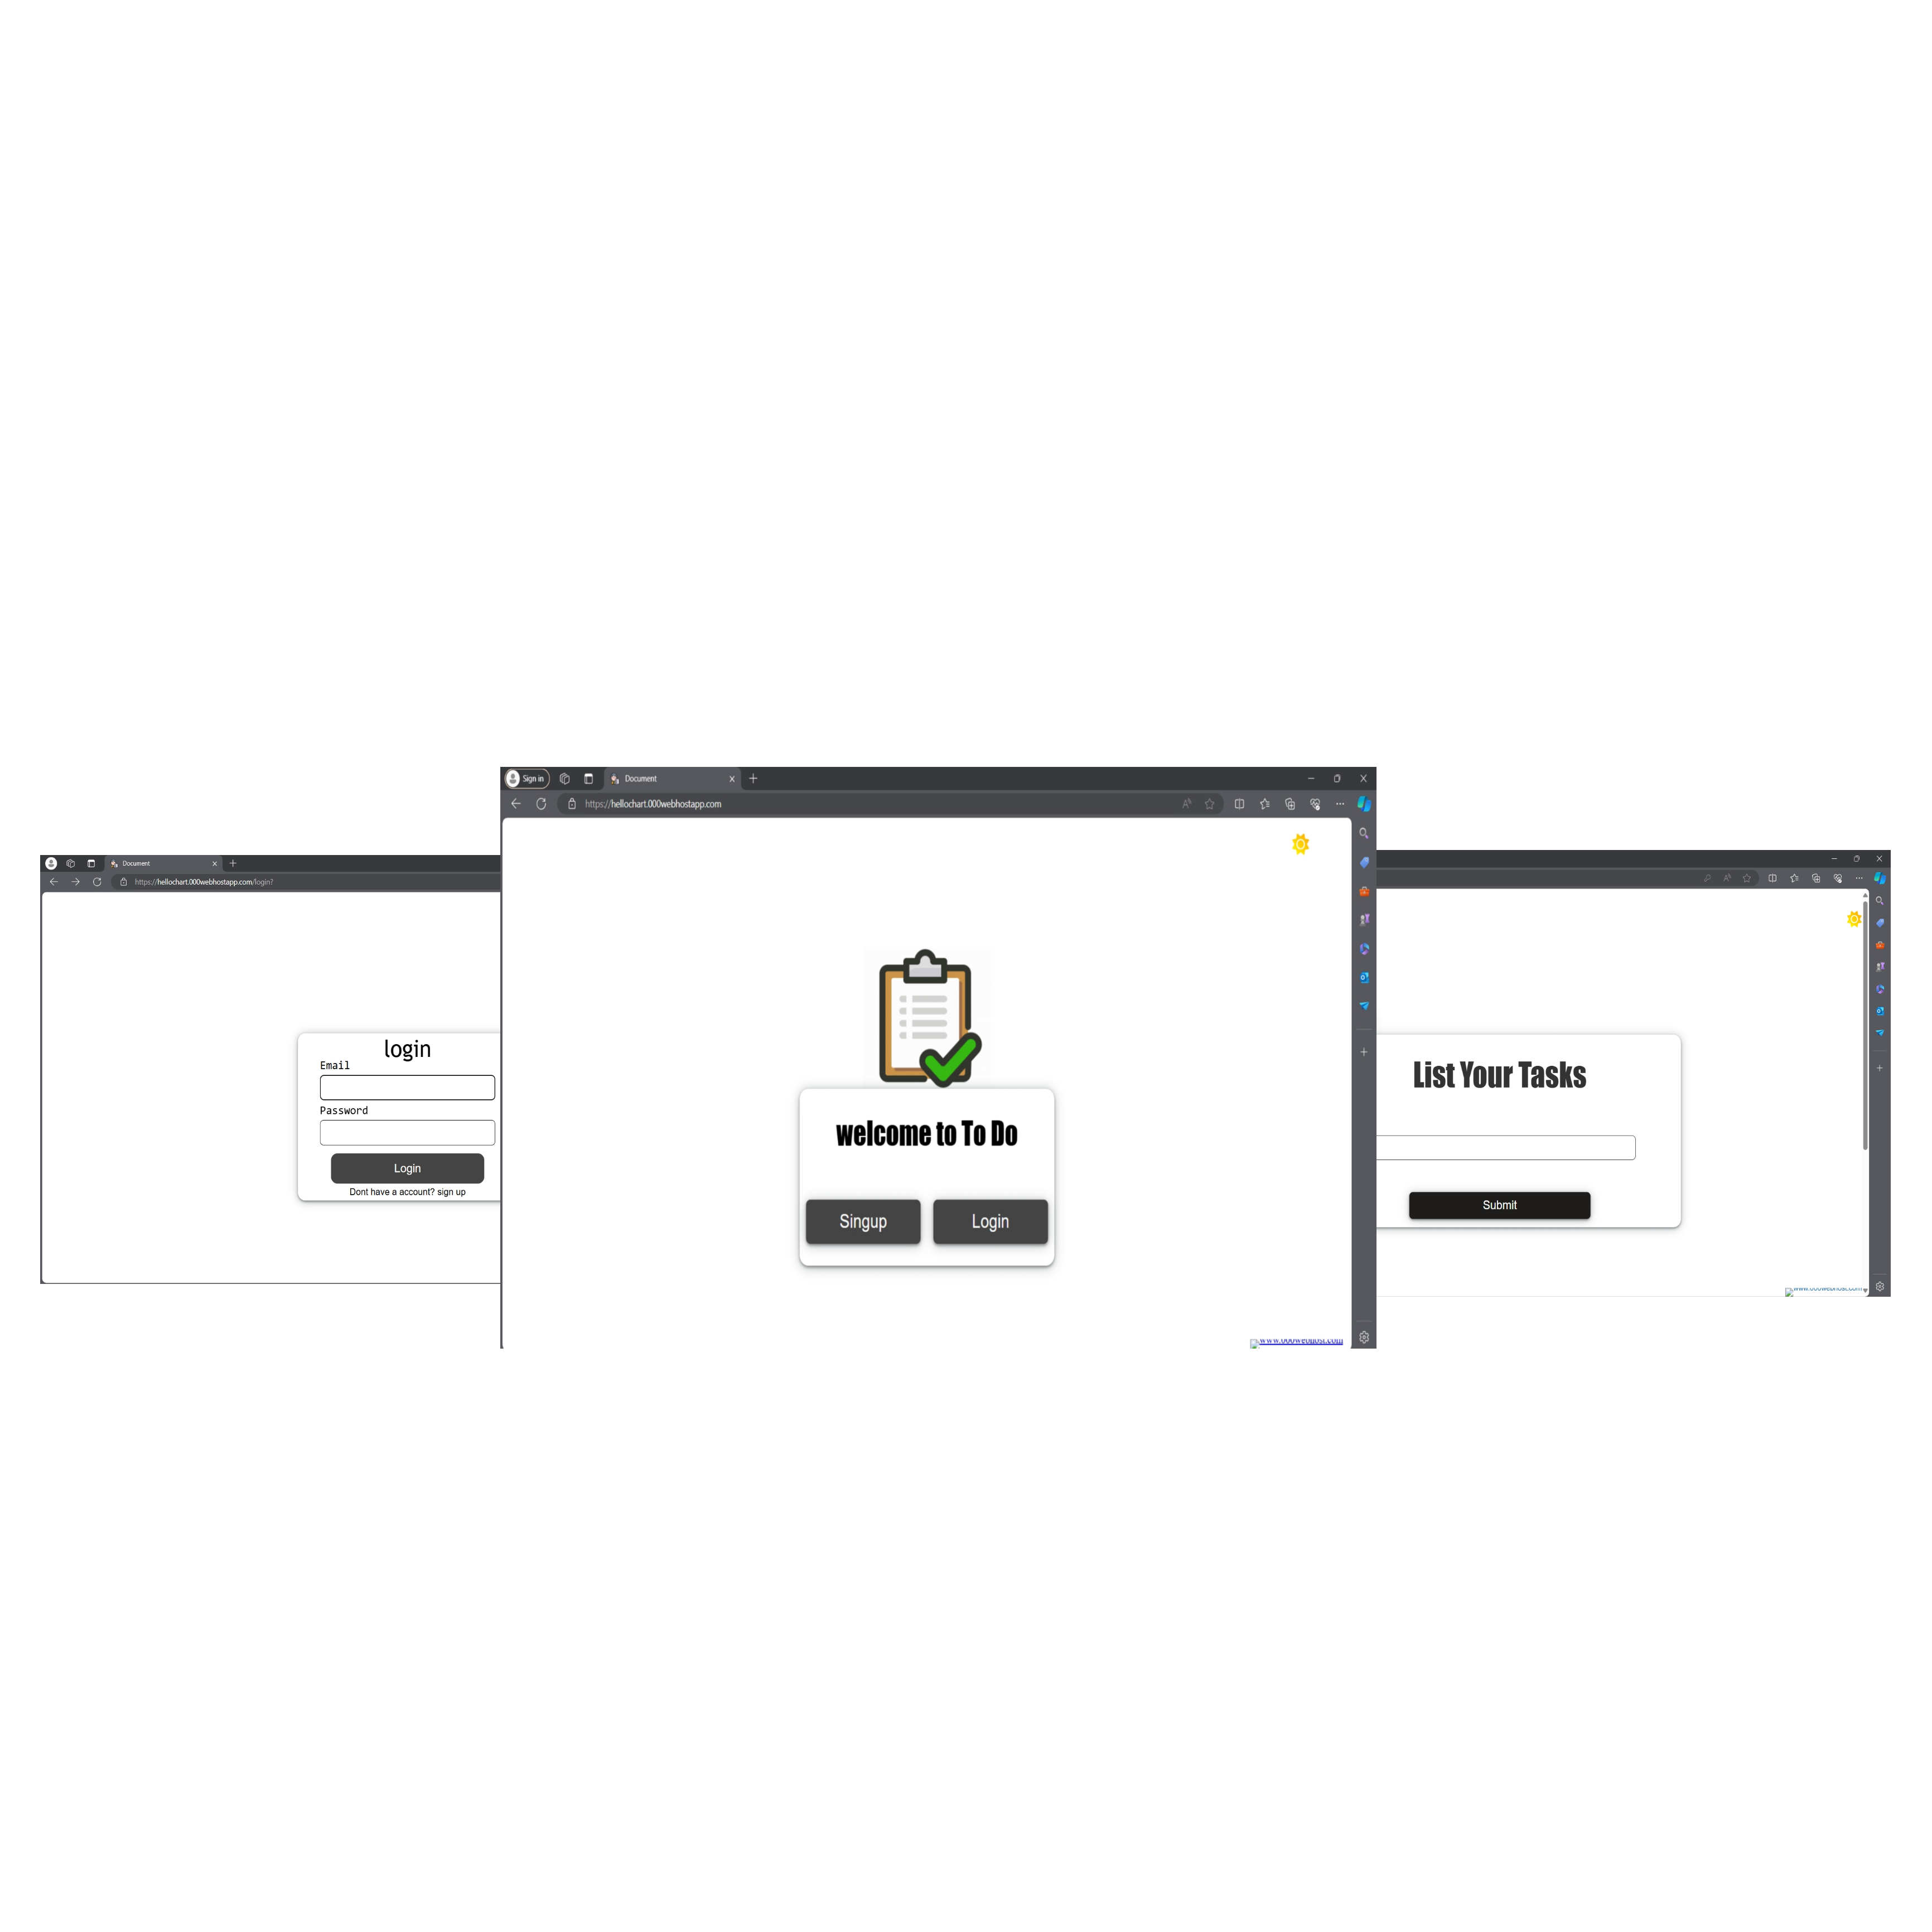 Document
https://hellochart.000webhostapp.com/login?
login
Email
Password
Login
Dont have a account? sign up
Sign in
Document
https://hellochart.000webhostapp.com
welcome to To Do
Singup
Login
www.000webhost.com
List Your Tasks
Submit
www.000webhost.com